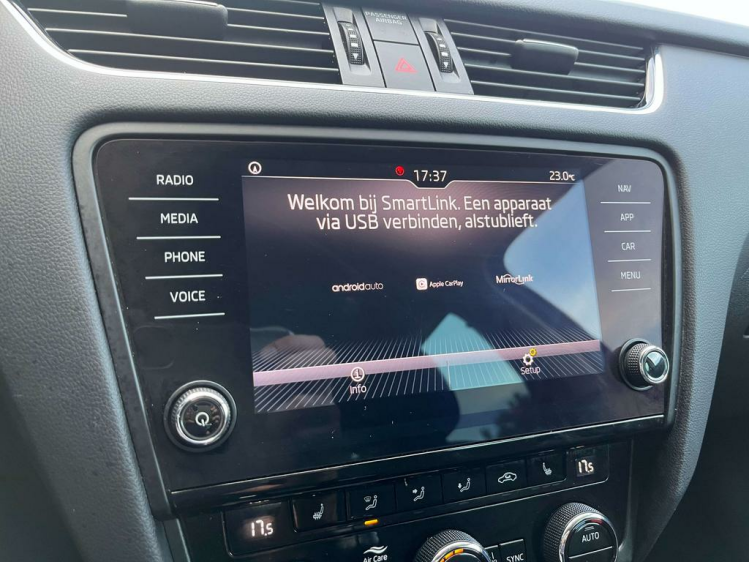 PASSENGER
AIRBAG
RADIO
MEDIA
PHONE
VOICE
17:37
23.0°C
Welkom bij SmartLink. Een apparaat
via USB verbinden, alstublieft.
androidauto
Apple CarPlay
MirrorLink
Info
Setup
NAV
APP
CAR
MENU
17.5
17.5
Air Care
SYNC
AUTO